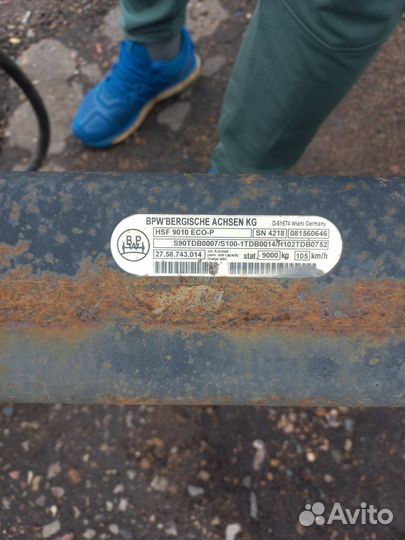 BPW BERGISCHE ACHSEN KG D-51674 Wiehl Germany
HSF 9010 ECO-P SN 4218 081560646
BPW S90TDB0007/S100-1TDB0014/H102TDB0752
27.58.743.014 stat. 9000 kg 105 km/h
Avito